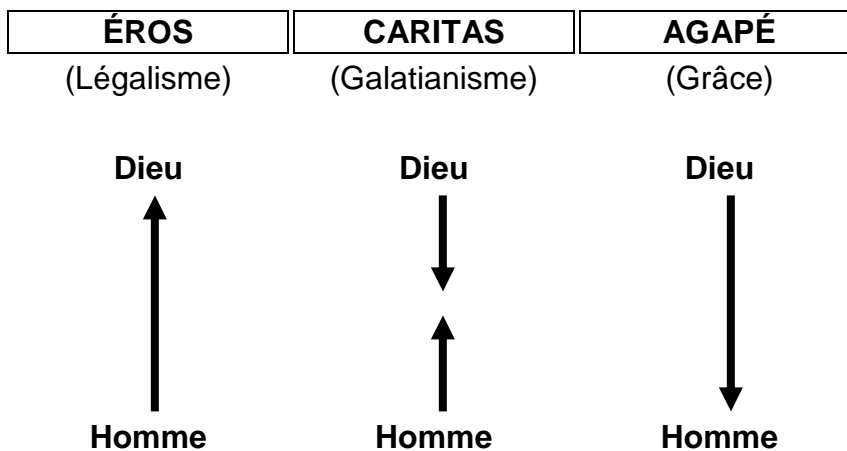 ÉROS CARITAS AGAPÉ
(Légalisme) (Galatianisme) (Grâce)
Dieu Dieu Dieu
Homme Homme Homme